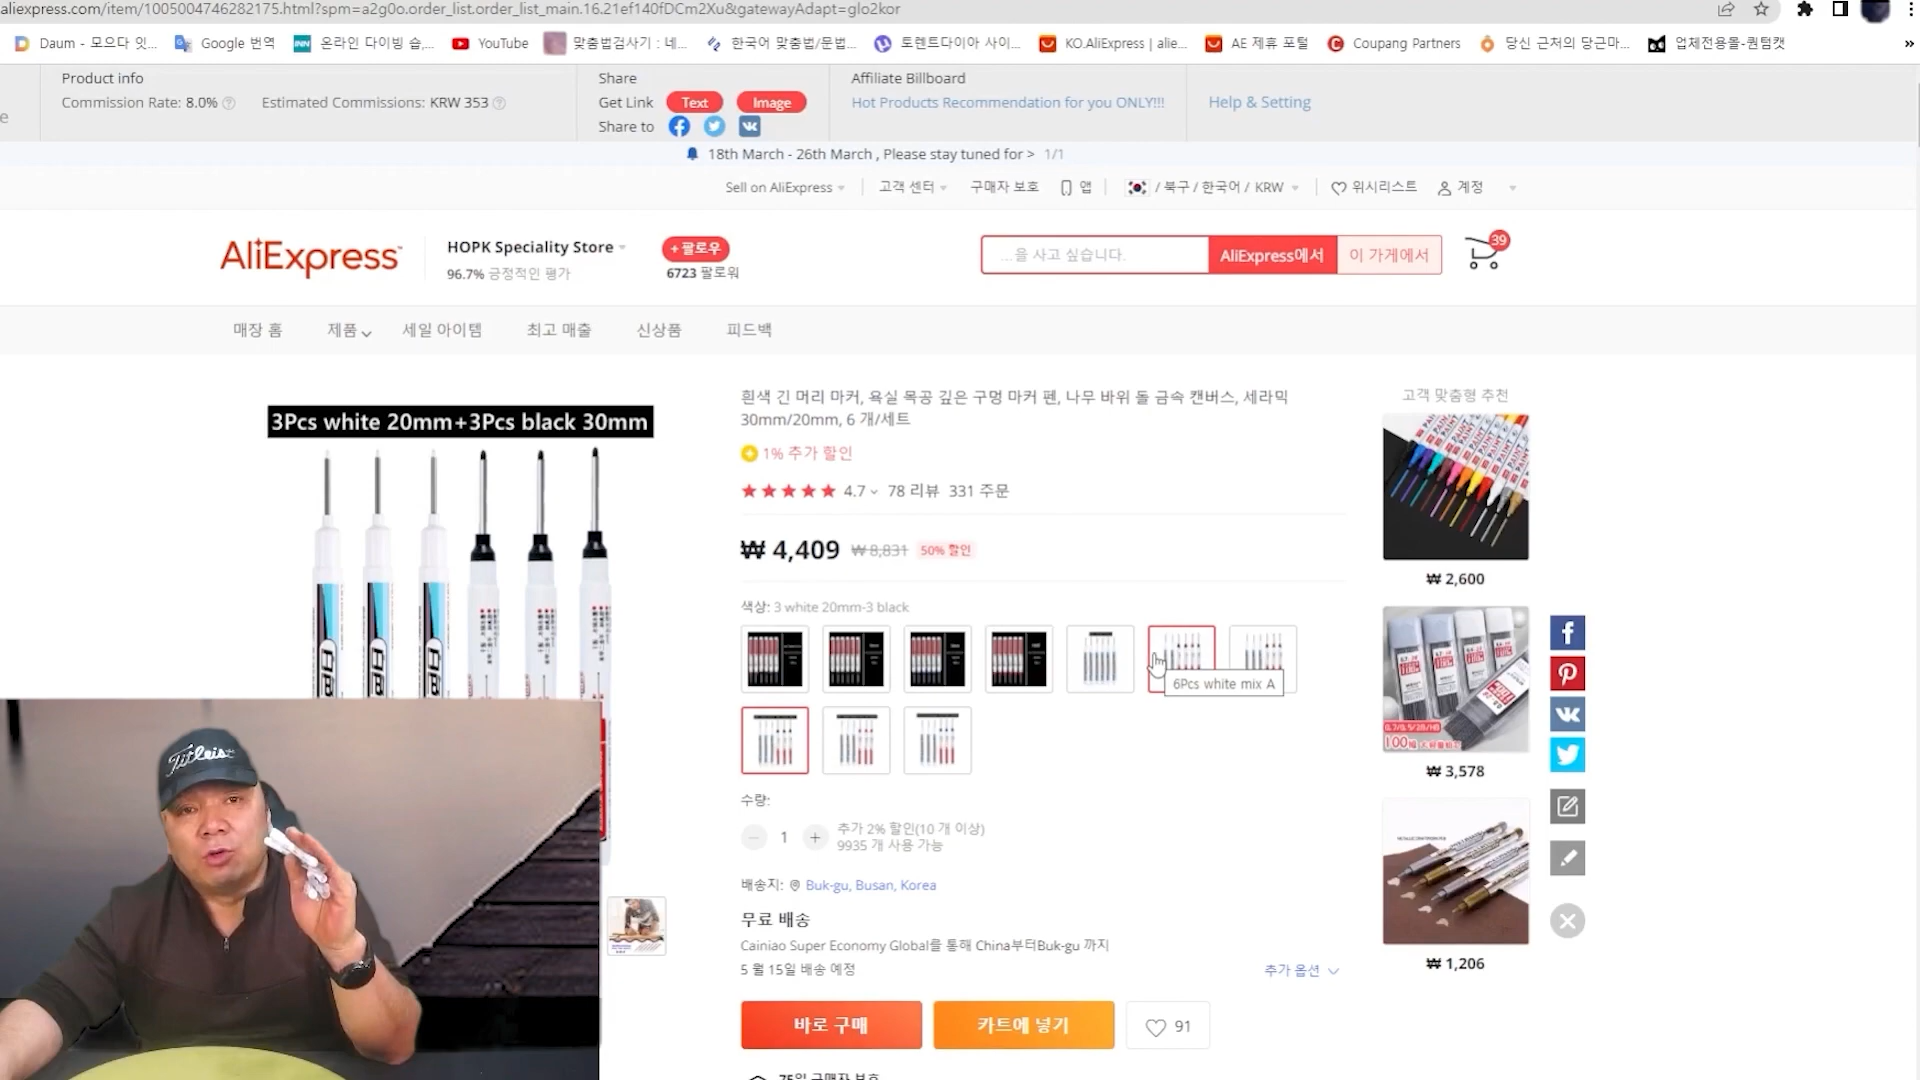 aliexpress.com/item/1005004746282175.html?spm=a2g0o.order_list.order_list_main.16.21ef140fDCm2Xu&gatewayAdapt=glo2kor
Daum - 모으다 잇... Google 번역 온라인 다이빙 숍,... YouTube 맞춤법검사기 : 네... 한국어 맞춤법/문법... 토렌트다이아 사이... KO.AliExpress | alie... AE 제휴 포털 Coupang Partners 당신 근처의 당근마... 업체전용몰-퀌텀캣 »
Product info Share Affiliate Billboard
Commission Rate: 8.0% Estimated Commissions: KRW 353 Get Link Text Image Hot Products Recommendation for you ONLY!!! Help & Setting
Share to
18th March - 26th March , Please stay tuned for > 1/1
Sell on AliExpress 고객 센터 구매자 보호 앱 / 북구 / 한국어 / KRW 위시리스트 계정
AliExpress HOPK Speciality Store + 팔로우 ...을 사고 싶습니다. AliExpress에서 이 가게에서 39
96.7% 긍정적인 평가 6723 팔로워
매장 홈 제품 세일 아이템 최고 매출 신상품 피드백
3Pcs white 20mm+3Pcs black 30mm
흰색 긴 머리 마커, 욕실 목공 깊은 구멍 마커 펜, 나무 바위 돌 금속 캔버스, 세라믹
30mm/20mm, 6 개/세트
1% 추가 할인
4.7 78 리뷰 331 주문
₩ 4,409 ₩ 8,831 50% 할인
색상: 3 white 20mm-3 black
6Pcs white mix A
수량:
1
추가 2% 할인(10 개 이상)
9935 개 사용 가능
배송지: Buk-gu, Busan, Korea
무료 배송
Cainiao Super Economy Global를 통해 China부터Buk-gu 까지
5 월 15일 배송 예정 추가 옵션
바로 구매 카트에 넣기 91
75일 구매자 보호
고객 맞춤형 추천
₩ 2,600
₩ 3,578
₩ 1,206
Titleist